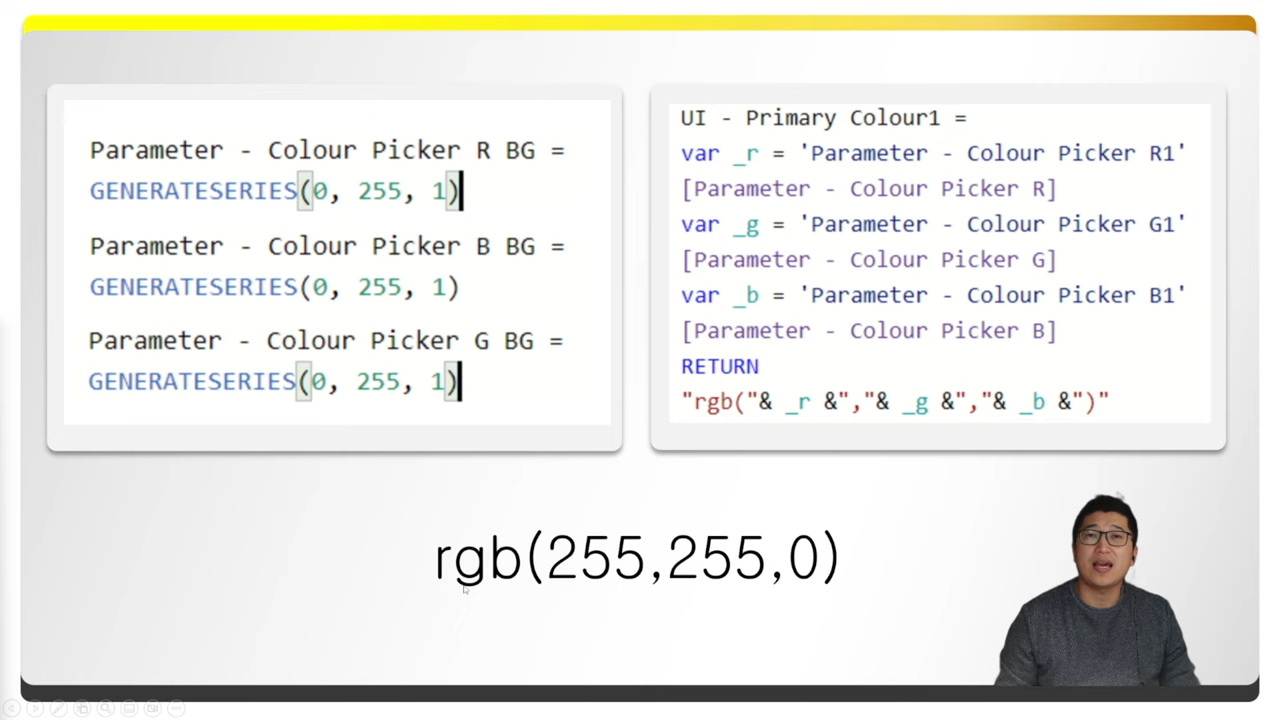 Parameter - Colour Picker R BG =
GENERATESERIES(0, 255, 1)
Parameter - Colour Picker B BG =
GENERATESERIES(0, 255, 1)
Parameter - Colour Picker G BG =
GENERATESERIES(0, 255, 1)
UI - Primary Colour1 =
var _r = 'Parameter - Colour Picker R1'
[Parameter - Colour Picker R]
var _g = 'Parameter - Colour Picker G1'
[Parameter - Colour Picker G]
var _b = 'Parameter - Colour Picker B1'
[Parameter - Colour Picker B]
RETURN
"rgb("& _r &","& _g &","& _b &")"
rgb(255,255,0)